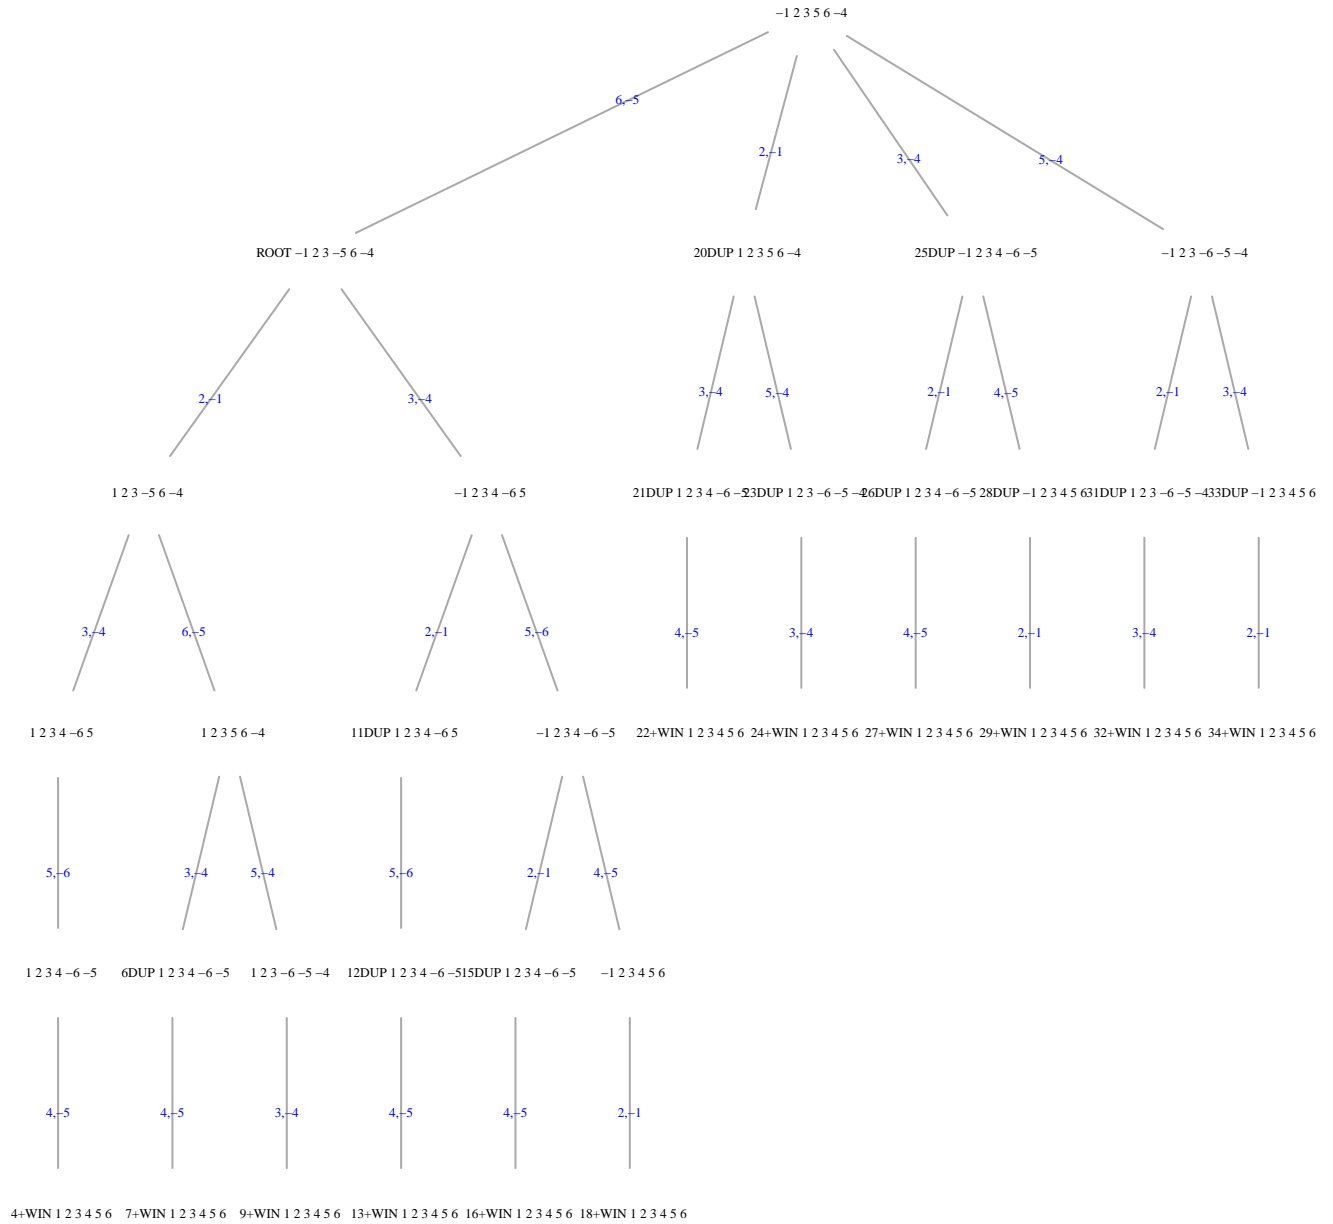 −1 2 3 5 6 −4
6,−5
2,−1
3,−4
5,−4
ROOT −1 2 3 −5 6 −4
20DUP 1 2 3 5 6 −4
25DUP −1 2 3 4 −6 −5
−1 2 3 −6 −5 −4
2,−1
3,−4
3,−4
5,−4
2,−1
4,−5
2,−1
3,−4
1 2 3 −5 6 −4
−1 2 3 4 −6 5
21DUP 1 2 3 4 −6 −5
23DUP 1 2 3 −6 −5 −4
26DUP 1 2 3 4 −6 −5
28DUP −1 2 3 4 5 6
31DUP 1 2 3 −6 −5 −4
33DUP −1 2 3 4 5 6
3,−4
6,−5
2,−1
5,−6
4,−5
3,−4
4,−5
2,−1
3,−4
2,−1
1 2 3 4 −6 5
1 2 3 5 6 −4
11DUP 1 2 3 4 −6 5
−1 2 3 4 −6 −5
22+WIN 1 2 3 4 5 6
24+WIN 1 2 3 4 5 6
27+WIN 1 2 3 4 5 6
29+WIN 1 2 3 4 5 6
32+WIN 1 2 3 4 5 6
34+WIN 1 2 3 4 5 6
5,−6
3,−4
5,−4
5,−6
2,−1
4,−5
1 2 3 4 −6 −5
6DUP 1 2 3 4 −6 −5
1 2 3 −6 −5 −4
12DUP 1 2 3 4 −6 −5
15DUP 1 2 3 4 −6 −5
−1 2 3 4 5 6
4,−5
4,−5
3,−4
4,−5
4,−5
2,−1
4+WIN 1 2 3 4 5 6
7+WIN 1 2 3 4 5 6
9+WIN 1 2 3 4 5 6
13+WIN 1 2 3 4 5 6
16+WIN 1 2 3 4 5 6
18+WIN 1 2 3 4 5 6